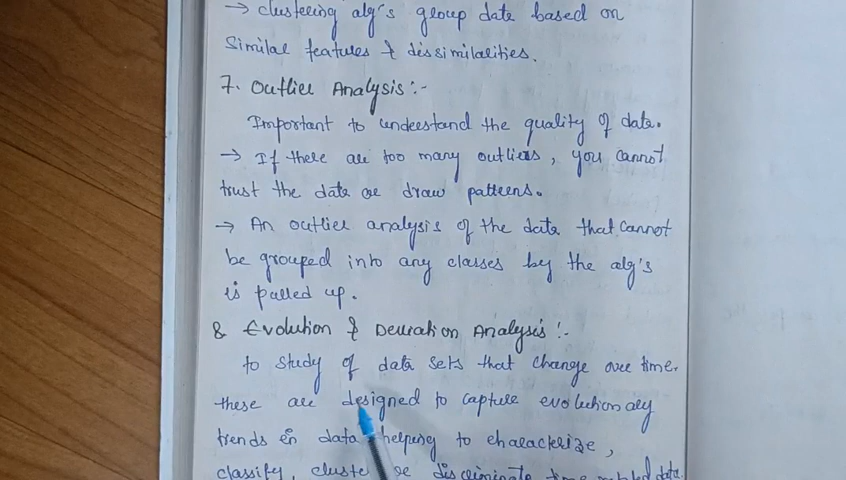 → clustering alg's group data based on
similar features & dissimilarities.
7. Outlier Analysis :-
Important to understand the quality of data.
→ If there are too many outliers, you cannot
trust the data or draw patterns.
→ An outlier analysis of the data that cannot
be grouped into any classes by the alg's
is pulled up.
8 Evolution & Deviation Analysis :-
to study of data sets that change over time.
these are designed to capture evolutionary
trends in data helping to characterize,
classify, cluster or discriminate data.